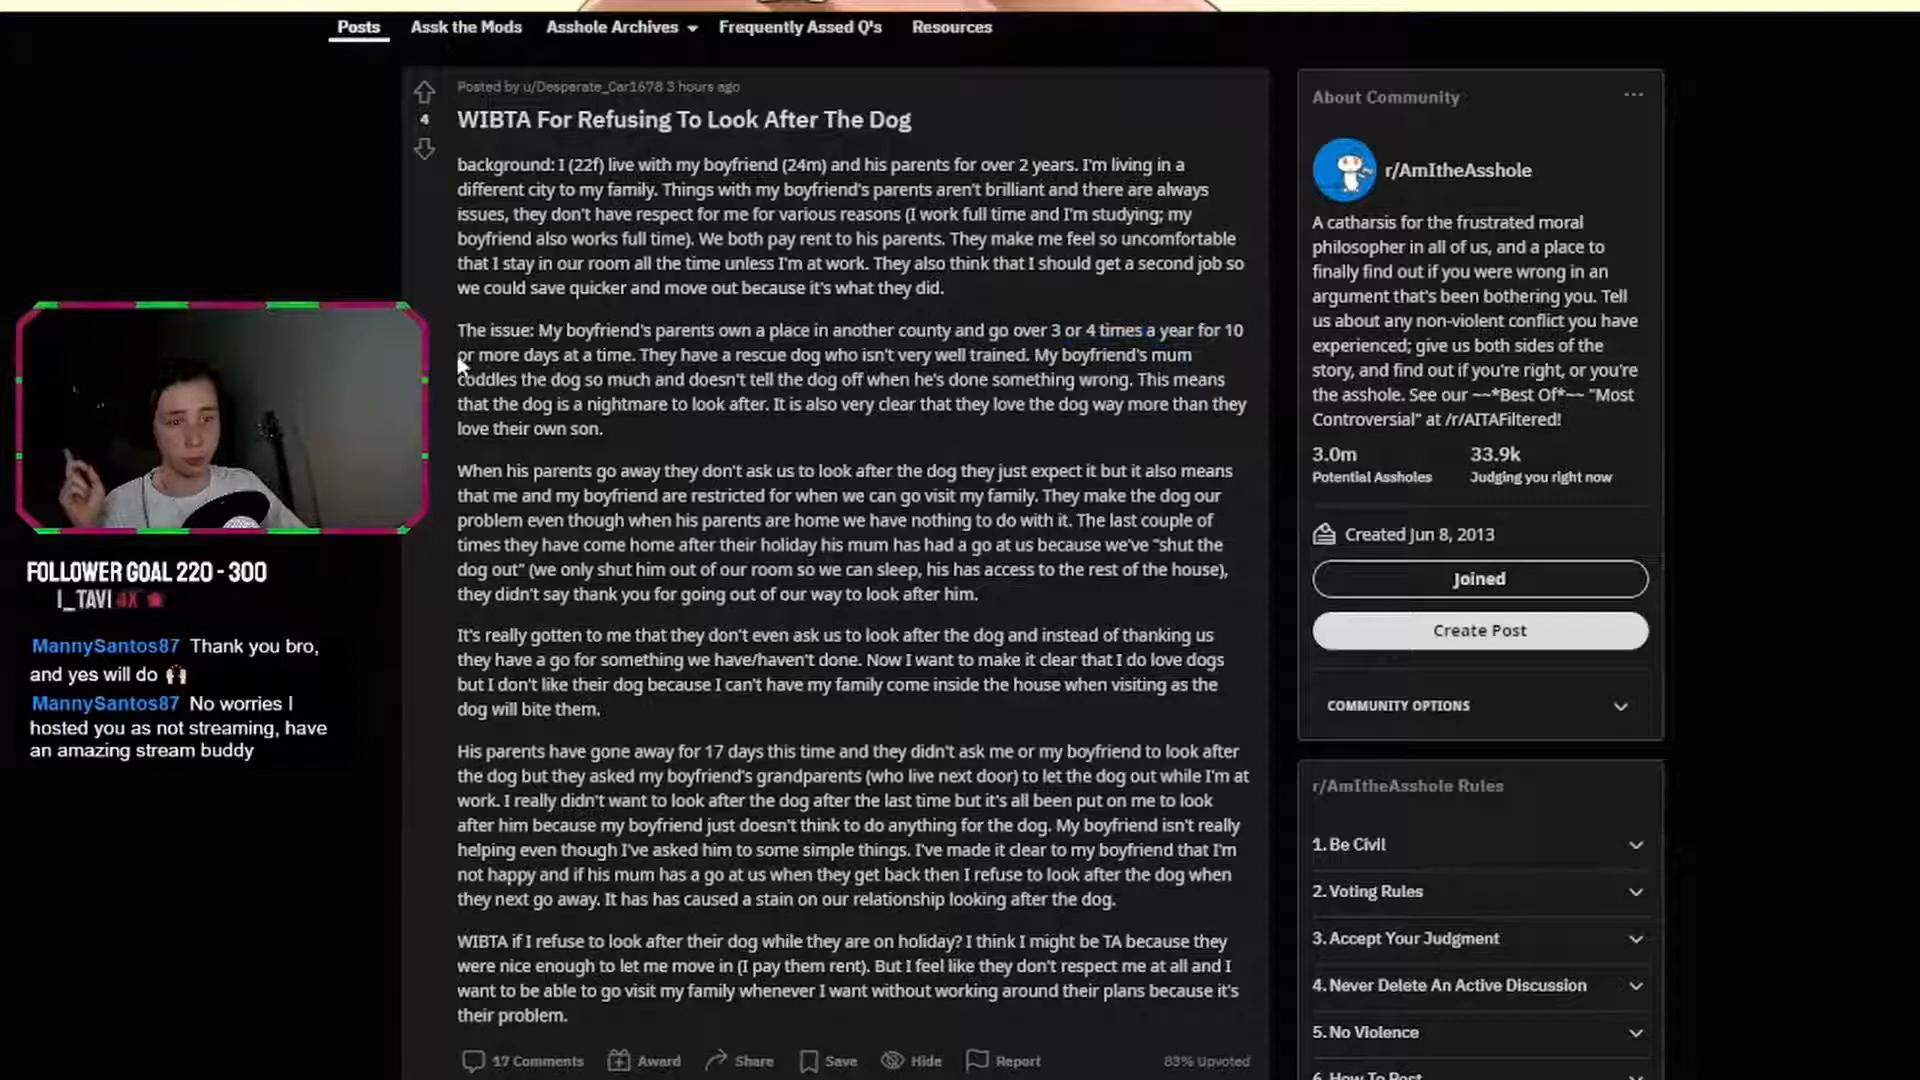 Posts
Assk the Mods
Asshole Archives
Frequently Assed Q's
Resources
Posted by u/Desperate_Car1678 3 hours ago
4
WIBTA For Refusing To Look After The Dog
background: I (22f) live with my boyfriend (24m) and his parents for over 2 years. I'm living in a
different city to my family. Things with my boyfriend's parents aren't brilliant and there are always
issues, they don't have respect for me for various reasons (I work full time and I'm studying; my
boyfriend also works full time). We both pay rent to his parents. They make me feel so uncomfortable
that I stay in our room all the time unless I'm at work. They also think that I should get a second job so
we could save quicker and move out because it's what they did.
The issue: My boyfriend's parents own a place in another county and go over 3 or 4 times a year for 10
or more days at a time. They have a rescue dog who isn't very well trained. My boyfriend's mum
coddles the dog so much and doesn't tell the dog off when he's done something wrong. This means
that the dog is a nightmare to look after. It is also very clear that they love the dog way more than they
love their own son.
When his parents go away they don't ask us to look after the dog they just expect it but it also means
that me and my boyfriend are restricted for when we can go visit my family. They make the dog our
problem even though when his parents are home we have nothing to do with it. The last couple of
times they have come home after their holiday his mum has had a go at us because we've "shut the
dog out" (we only shut him out of our room so we can sleep, his has access to the rest of the house),
they didn't say thank you for going out of our way to look after him.
It's really gotten to me that they don't even ask us to look after the dog and instead of thanking us
they have a go for something we have/haven't done. Now I want to make it clear that I do love dogs
but I don't like their dog because I can't have my family come inside the house when visiting as the
dog will bite them.
His parents have gone away for 17 days this time and they didn't ask me or my boyfriend to look after
the dog but they asked my boyfriend's grandparents (who live next door) to let the dog out while I'm at
work. I really didn't want to look after the dog after the last time but it's all been put on me to look
after him because my boyfriend just doesn't think to do anything for the dog. My boyfriend isn't really
helping even though I've asked him to some simple things. I've made it clear to my boyfriend that I'm
not happy and if his mum has a go at us when they get back then I refuse to look after the dog when
they next go away. It has has caused a stain on our relationship looking after the dog.
WIBTA if I refuse to look after their dog while they are on holiday? I think I might be TA because they
were nice enough to let me move in (I pay them rent). But I feel like they don't respect me at all and I
want to be able to go visit my family whenever I want without working around their plans because it's
their problem.
17 Comments
Award
Share
Save
Hide
Report
83% Upvoted
FOLLOWER GOAL 220 - 300
I_TAVI 4X
MannySantos87 Thank you bro,
and yes will do
MannySantos87 No worries I
hosted you as not streaming, have
an amazing stream buddy
About Community
r/AmItheAsshole
A catharsis for the frustrated moral
philosopher in all of us, and a place to
finally find out if you were wrong in an
argument that's been bothering you. Tell
us about any non-violent conflict you have
experienced; give us both sides of the
story, and find out if you're right, or you're
the asshole. See our ~~*Best Of*~~ "Most
Controversial" at /r/AITAFiltered!
3.0m
33.9k
Potential Assholes
Judging you right now
Created Jun 8, 2013
Joined
Create Post
COMMUNITY OPTIONS
r/AmItheAsshole Rules
1. Be Civil
2. Voting Rules
3. Accept Your Judgment
4. Never Delete An Active Discussion
5. No Violence
6. How To Post